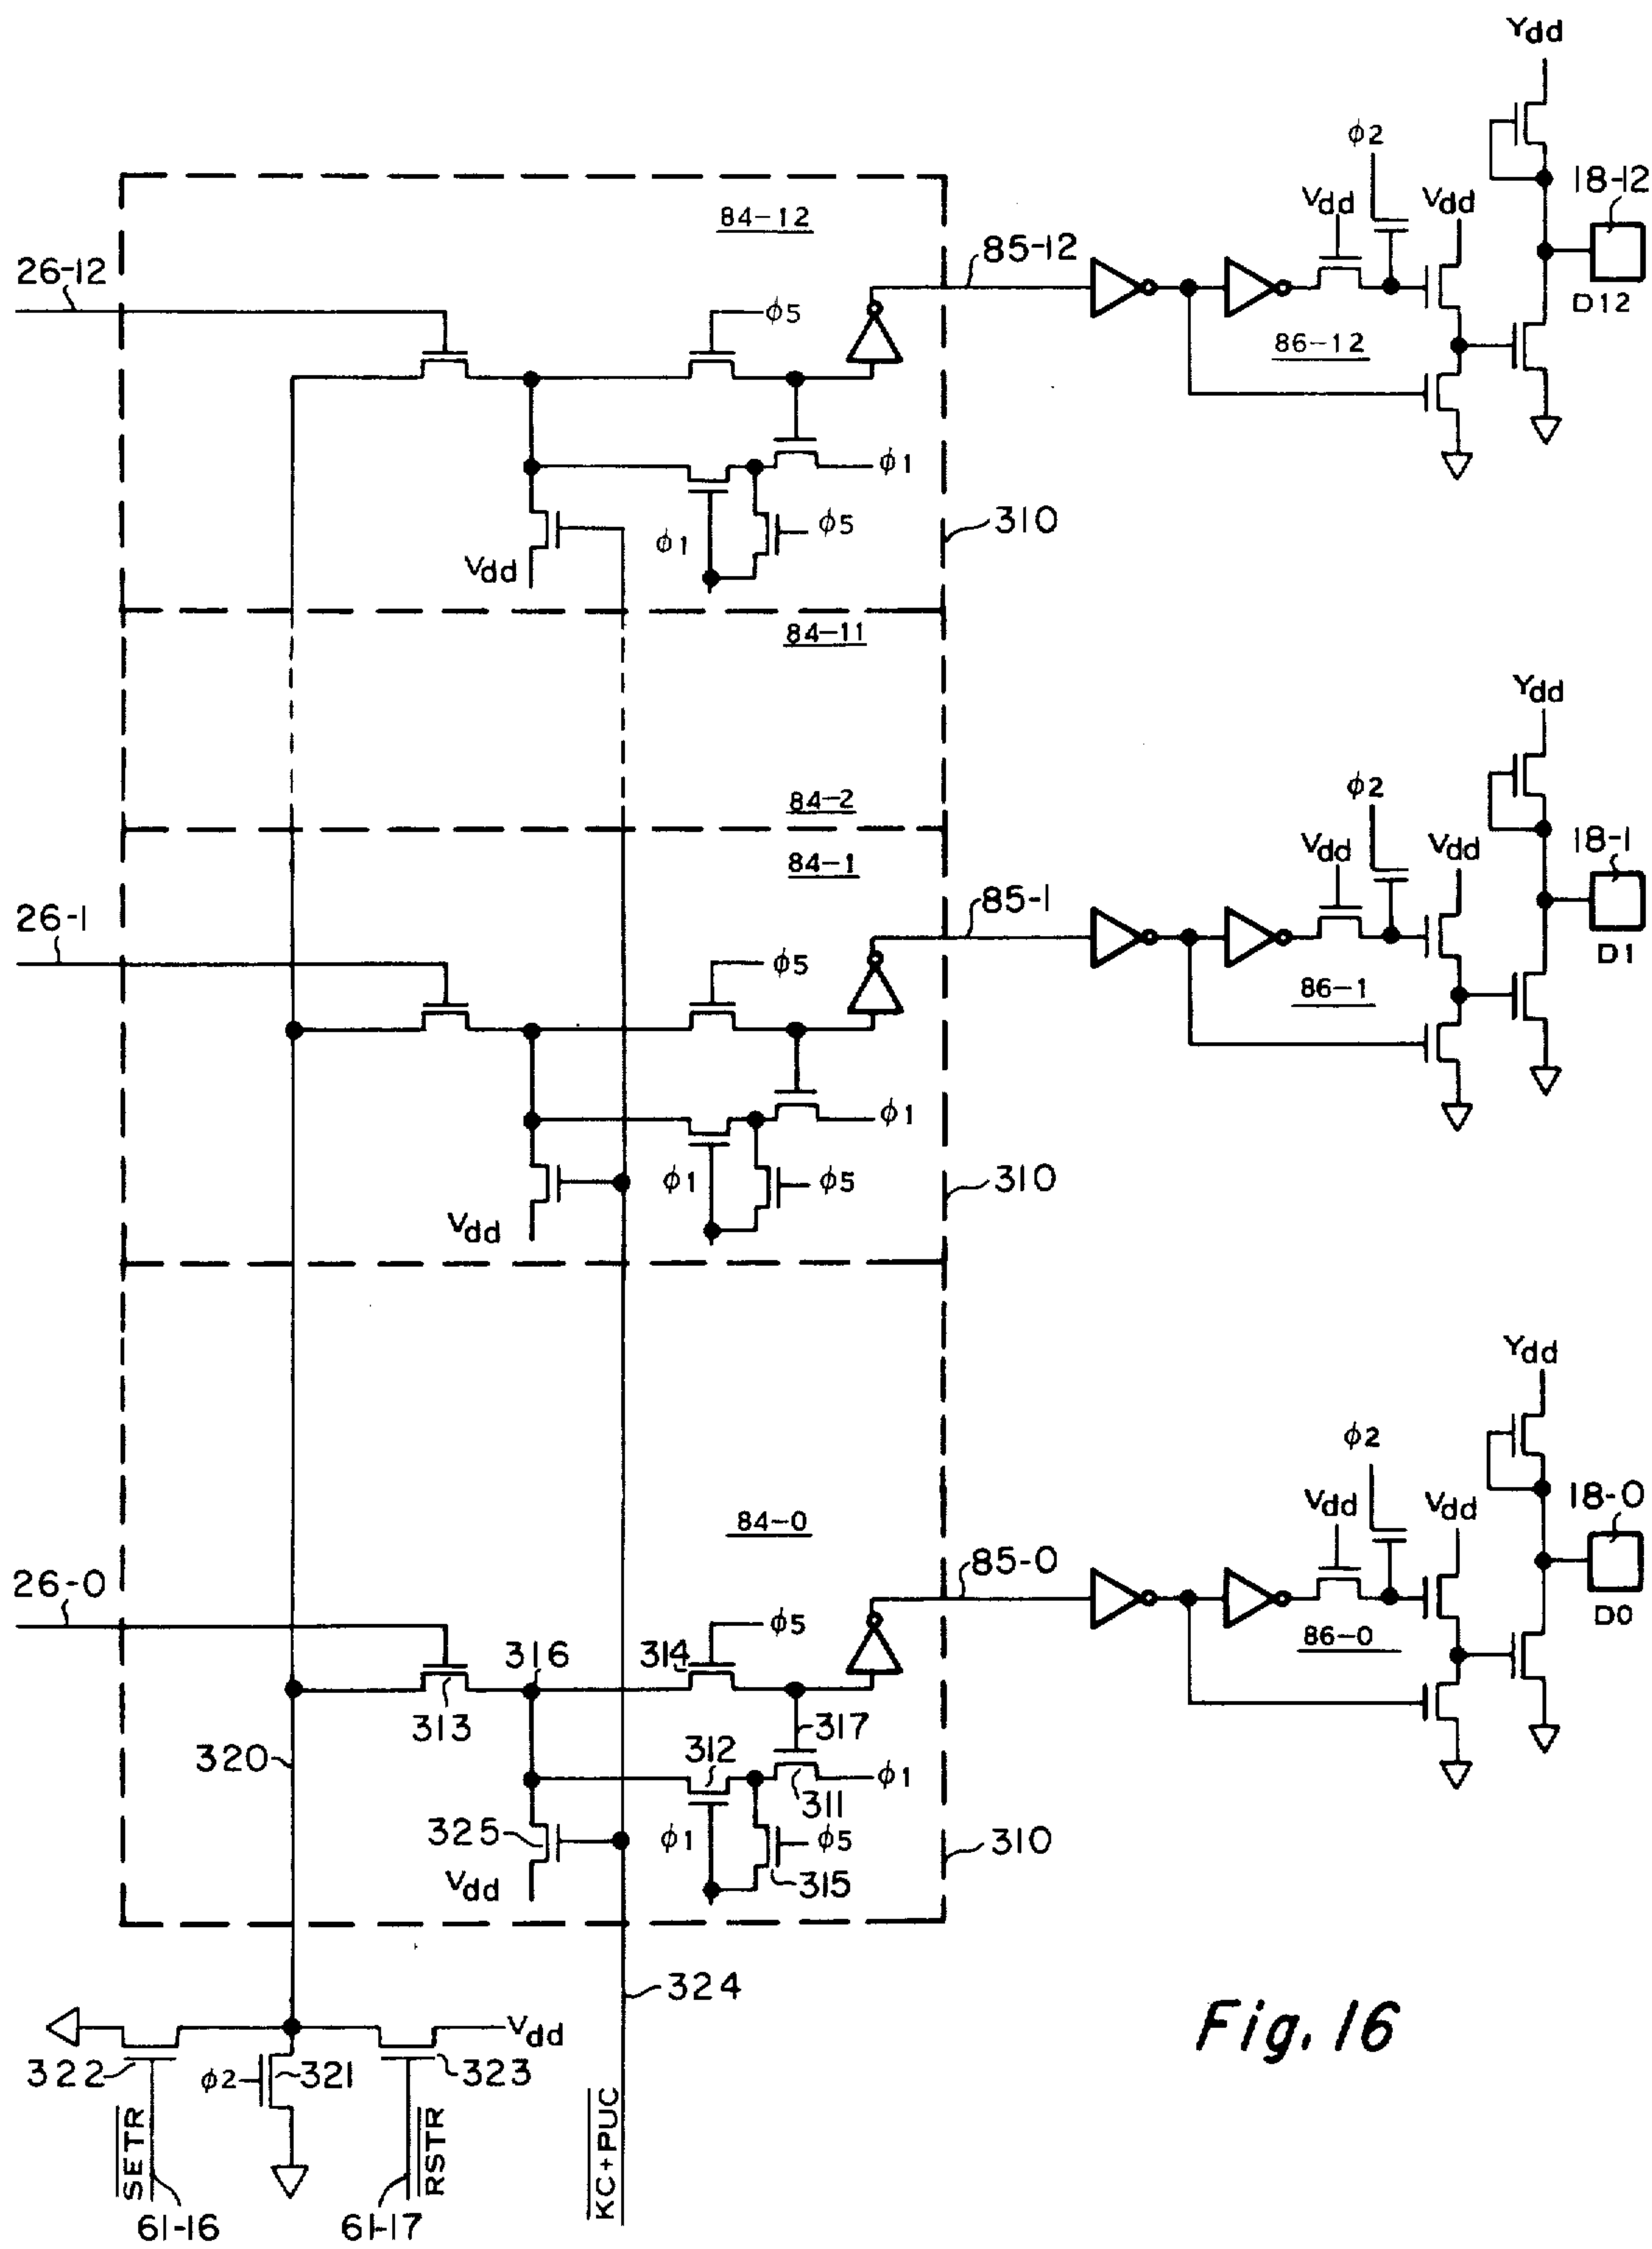 Ydd
φ2
18-12
84-12
Vdd
Vdd
85-12
26-12
D12
φ5
86-12
φ1
310
φ5
φ1
Vdd
84-11
Ydd
φ2
84-2
18-1
84-1
Vdd
Vdd
85-1
26-1
D1
φ5
86-1
φ1
φ1
φ5
310
Vdd
Ydd
φ2
18-0
84-0
Vdd
Vdd
85-0
26-0
D0
φ5
86-0
316
314
313
317
312
320
φ1
311
325
φ1
φ5
310
Vdd
315
324
Vdd
322
φ2
321
323
Fig. 16
SETR
RSTR
KC+PUC
61-16
61-17